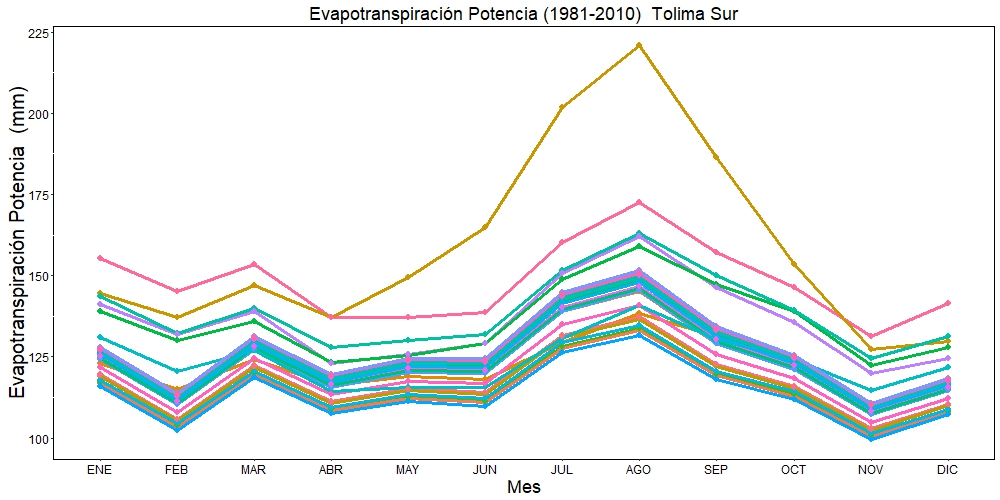 Evapotranspiración Potencia (1981-2010)  Tolima Sur
Evapotranspiración Potencia  (mm)
225
200
175
150
125
100
ENE FEB MAR ABR MAY JUN JUL AGO SEP OCT NOV DIC
Mes